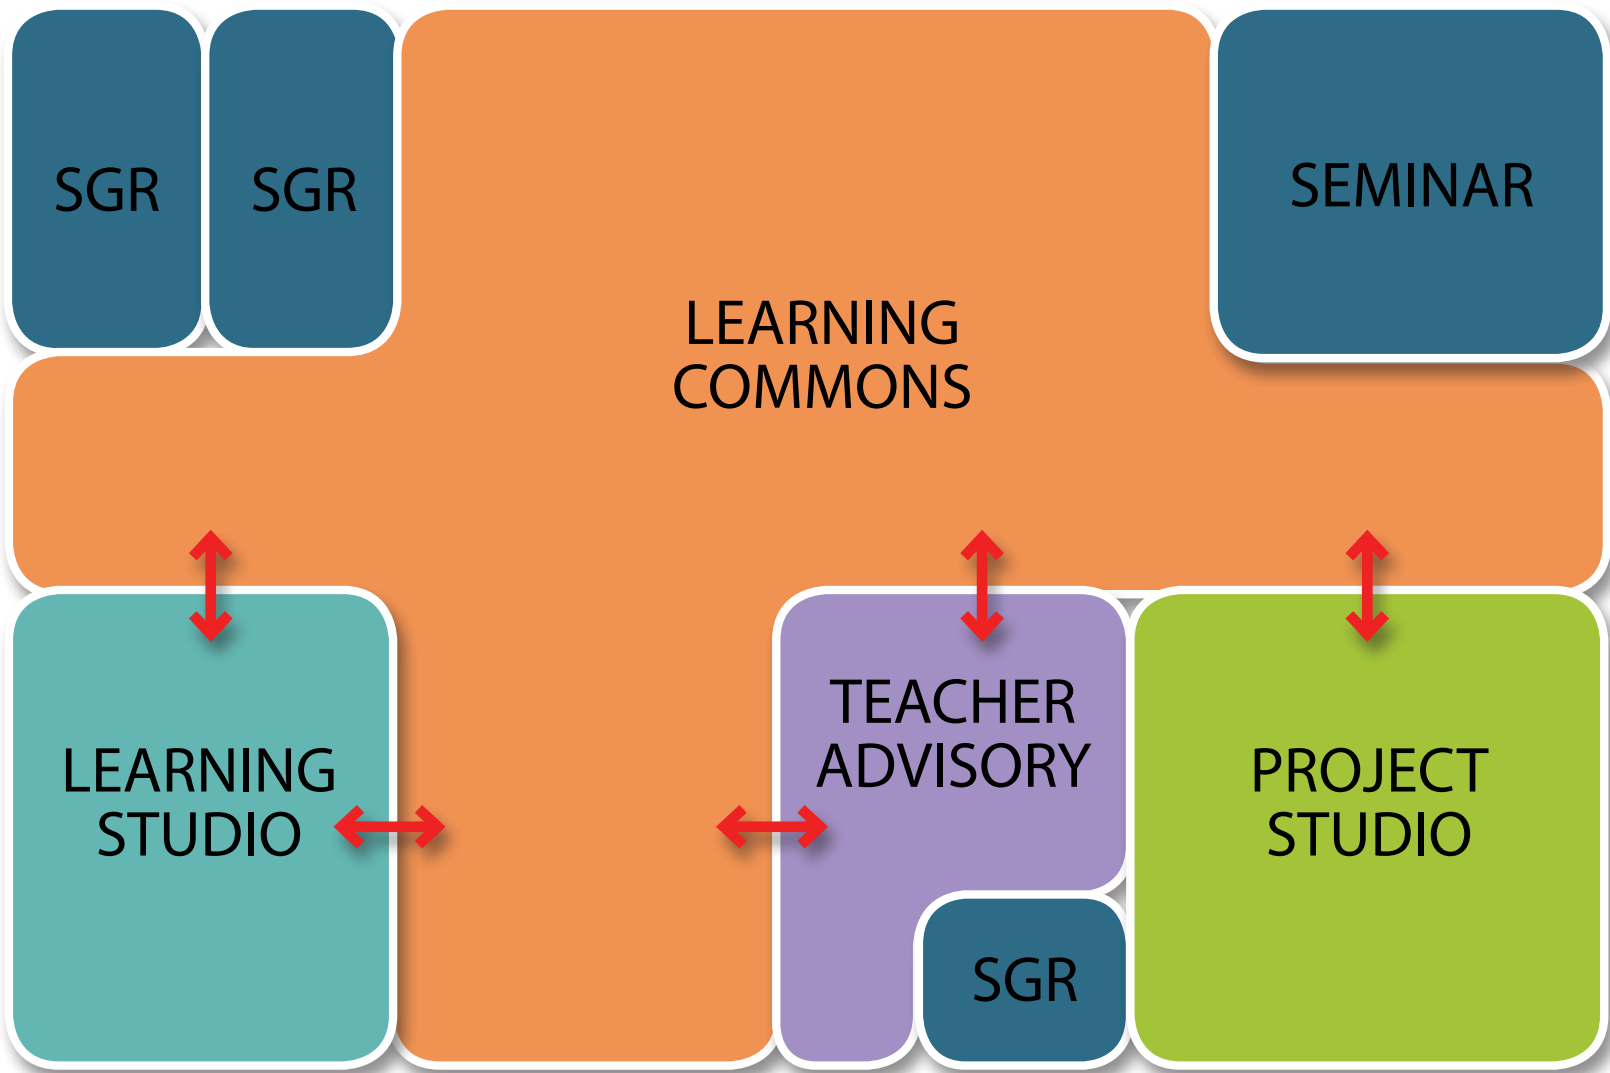 SGR
SGR
SEMINAR
LEARNING
COMMONS
LEARNING
STUDIO
TEACHER
ADVISORY
PROJECT
STUDIO
SGR